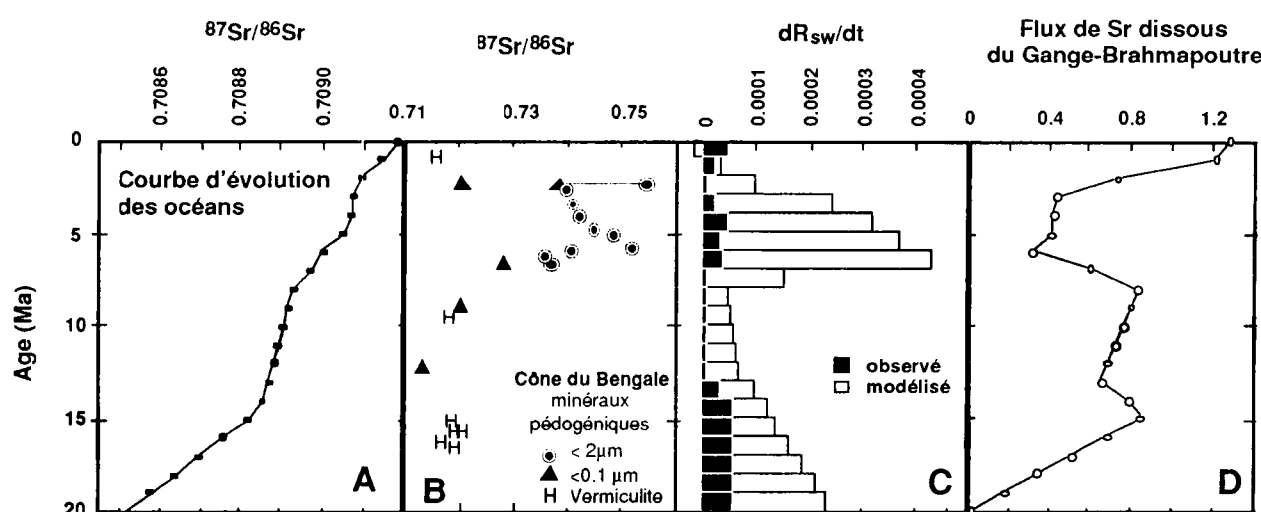 87Sr/86Sr
0.7086
0.7088
0.7090
87Sr/86Sr
0.71
0.73
0.75
dRsw/dt
0
0.0001
0.0002
0.0003
0.0004
Flux de Sr dissous
du Gange-Brahmapoutre
0
0.4
0.8
1.2
Age (Ma)
0
5
10
15
20
Courbe d'évolution
des océans
A
Cône du Bengale
minéraux
pédogéniques
< 2µm
<0.1 µm
H Vermiculite
B
observé
modélisé
C
D